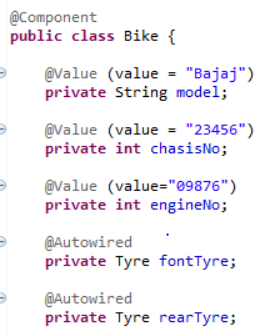 @Component
public class Bike {
@Value (value = "Bajaj")
private String model;
@Value (value = "23456")
private int chasisNo;
@Value (value="09876")
private int engineNo;
@Autowired
private Tyre fontTyre;
@Autowired
private Tyre rearTyre;